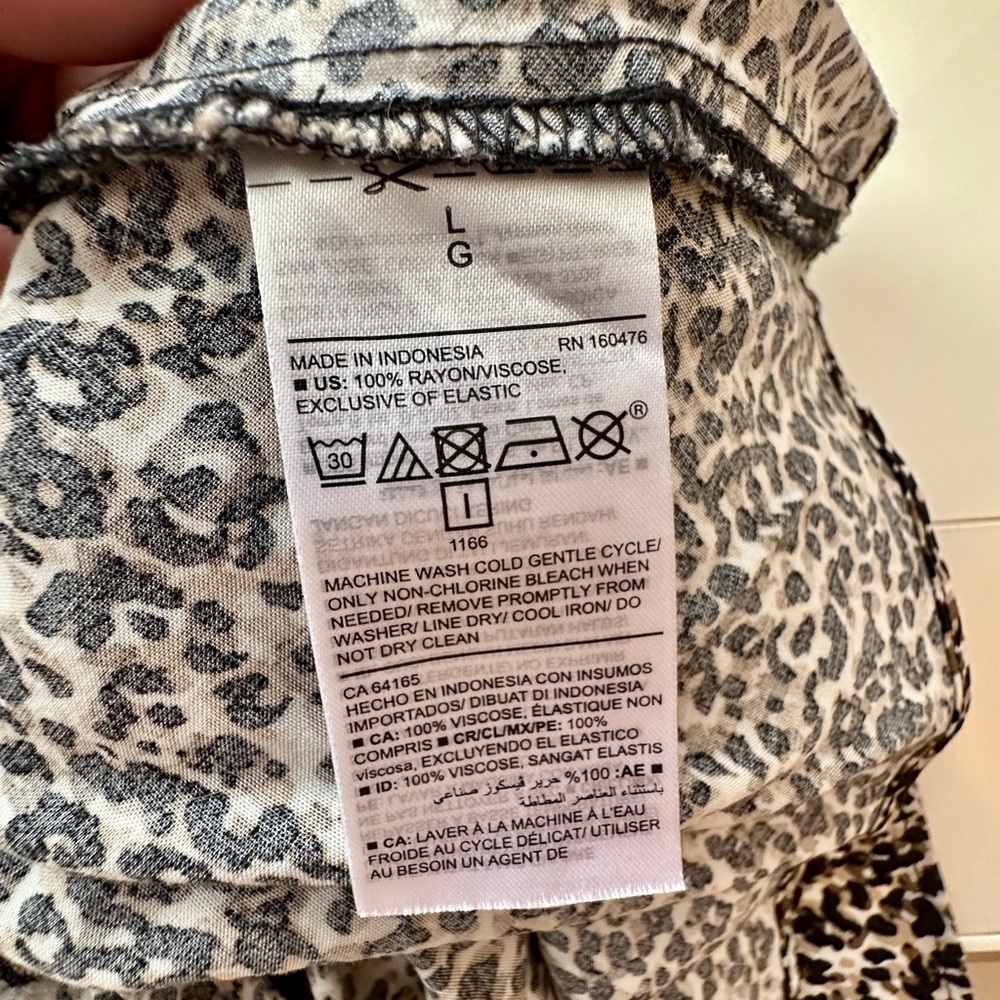 L
G
MADE IN INDONESIA RN 160476
■ US: 100% RAYON/VISCOSE,
EXCLUSIVE OF ELASTIC
30
®
1166
MACHINE WASH COLD GENTLE CYCLE/
ONLY NON-CHLORINE BLEACH WHEN
NEEDED/ REMOVE PROMPTLY FROM
WASHER/ LINE DRY/ COOL IRON/ DO
NOT DRY CLEAN
CA 64165
HECHO EN INDONESIA CON INSUMOS
IMPORTADOS/ DIBUAT DI INDONESIA
■ CA: 100% VISCOSE, ÉLASTIQUE NON
COMPRIS ■ CR/CL/MX/PE: 100%
viscosa, EXCLUYENDO EL ELASTICO
■ ID: 100% VISCOSE, SANGAT ELASTIS
■ AE: 100% حرير ڤيسكوز صناعي
باستثناء العناصر المطاطة
■ CA: LAVER À LA MACHINE À L'EAU
FROIDE AU CYCLE DÉLICAT/ UTILISER
AU BESOIN UN AGENT DE